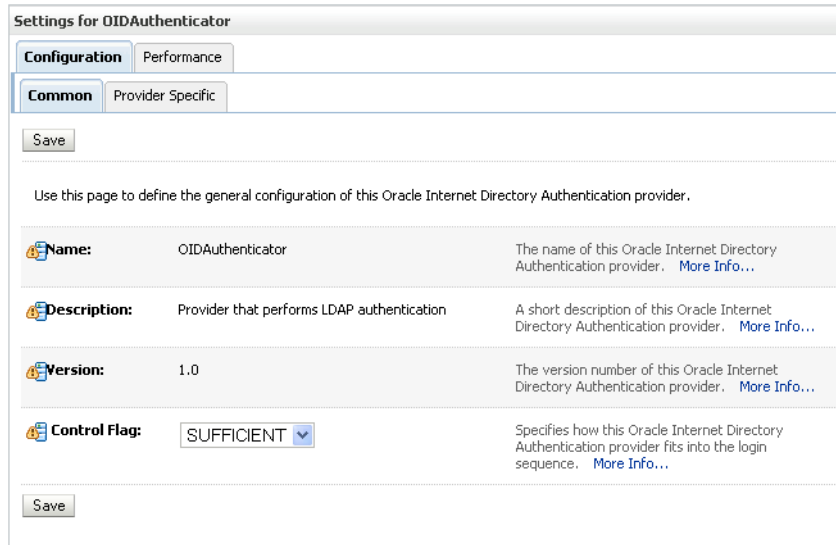 Settings for OIDAuthenticator
Configuration Performance
Common Provider Specific
Save
Use this page to define the general configuration of this Oracle Internet Directory Authentication provider.
Name: OIDAuthenticator The name of this Oracle Internet Directory
Authentication provider. More Info...
Description: Provider that performs LDAP authentication A short description of this Oracle Internet
Directory Authentication provider. More Info...
Version: 1.0 The version number of this Oracle Internet
Directory Authentication provider. More Info...
Control Flag: SUFFICIENT Specifies how this Oracle Internet Directory
Authentication provider fits into the login
sequence. More Info...
Save